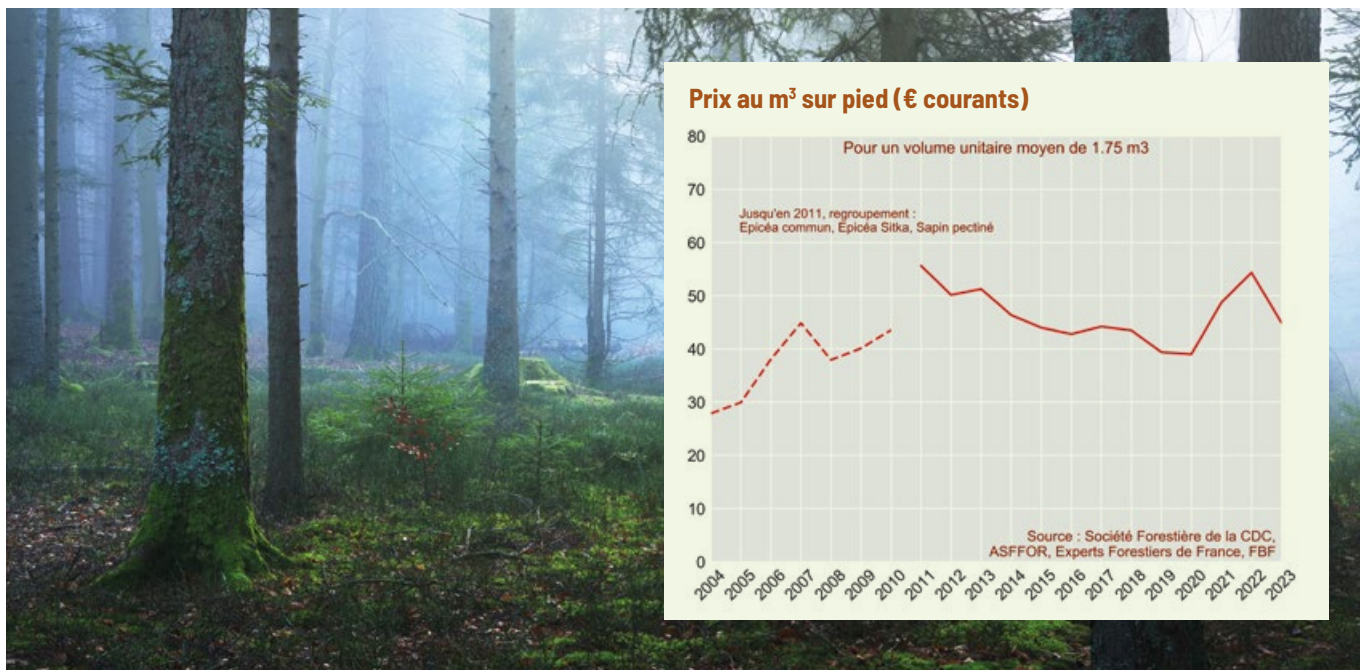 Prix au m³ sur pied (€ courants)
80
Pour un volume unitaire moyen de 1.75 m3
70
Jusqu'en 2011, regroupement :
Epicéa commun, Epicéa Sitka, Sapin pectiné
60
50
40
30
20
10
Source : Société Forestière de la CDC,
ASFFOR, Experts Forestiers de France, FBF
0
2004 2005 2006 2007 2008 2009 2010 2011 2012 2013 2014 2015 2016 2017 2018 2019 2020 2021 2022 2023